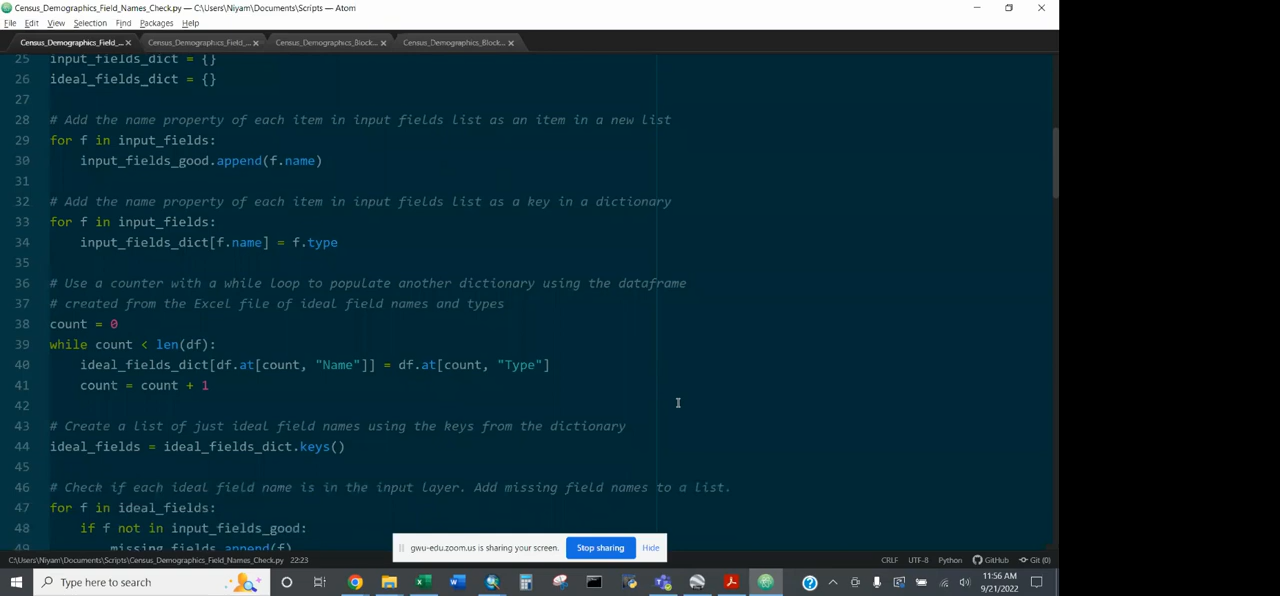 Census_Demographics_Field_Names_Check.py — C:\Users\Niyam\Documents\Scripts — Atom
File Edit View Selection Find Packages Help
Census_Demographics_Field_... Census_Demographics_Field_... Census_Demographics_Block... Census_Demographics_Block...
25 input_fields_dict = {}
26 ideal_fields_dict = {}
27
28 # Add the name property of each item in input fields list as an item in a new list
29 for f in input_fields:
30 input_fields_good.append(f.name)
31
32 # Add the name property of each item in input fields list as a key in a dictionary
33 for f in input_fields:
34 input_fields_dict[f.name] = f.type
35
36 # Use a counter with a while loop to populate another dictionary using the dataframe
37 # created from the Excel file of ideal field names and types
38 count = 0
39 while count < len(df):
40 ideal_fields_dict[df.at[count, "Name"]] = df.at[count, "Type"]
41 count = count + 1
42
43 # Create a list of just ideal field names using the keys from the dictionary
44 ideal_fields = ideal_fields_dict.keys()
45
46 # Check if each ideal field name is in the input layer. Add missing field names to a list.
47 for f in ideal_fields:
48 if f not in input_fields_good:
49 missing_fields.append(f)
gwu-edu.zoom.us is sharing your screen. Stop sharing Hide
C:\Users\Niyam\Documents\Scripts\Census_Demographics_Field_Names_Check.py 22:23 CRLF UTF-8 Python GitHub Git (0)
Type here to search
11:56 AM
9/21/2022